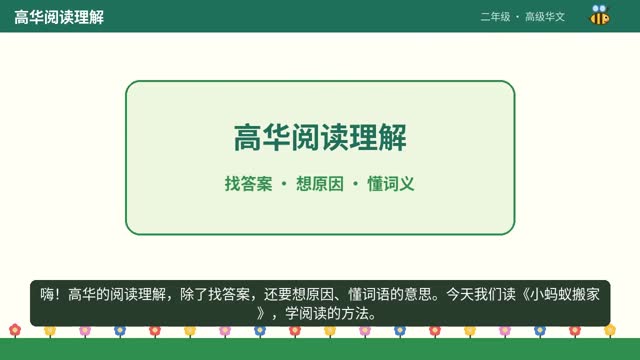 高华阅读理解
二年级 · 高级华文
高华阅读理解
找答案 · 想原因 · 懂词义
嗨！高华的阅读理解，除了找答案，还要想原因、懂词语的意思。今天我们读《小蚂蚁搬家
》，学阅读的方法。